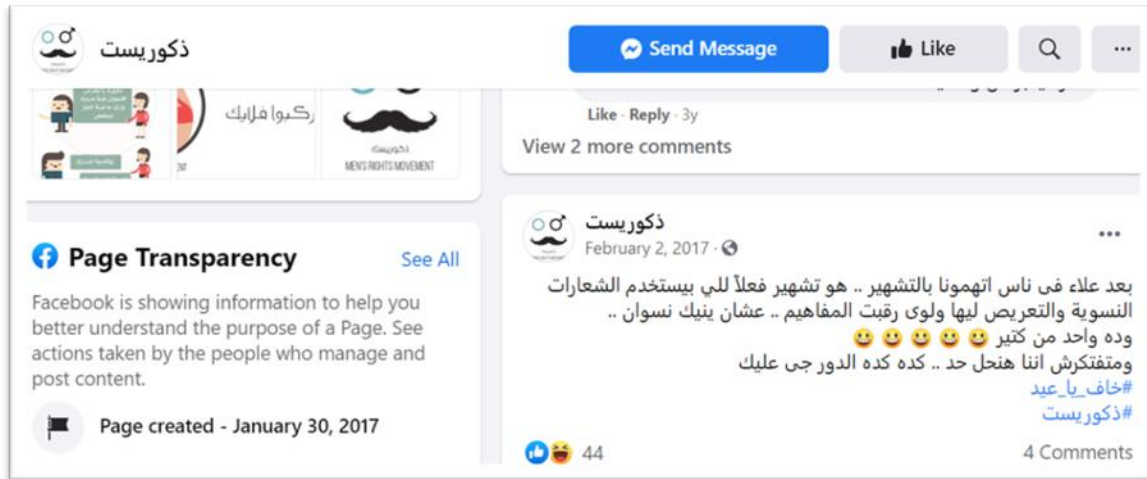 ذكوريست
Send Message
Like
...
ركبوا فلايك
ذكوريست
MEN'S RIGHTS MOVEMENT
Page Transparency
See All
Facebook is showing information to help you
better understand the purpose of a Page. See
actions taken by the people who manage and
post content.
Page created - January 30, 2017
Like · Reply · 3y
View 2 more comments
ذكوريست
February 2, 2017 ·
بعد علاء فى ناس اتهمونا بالتشهير .. هو تشهير فعلاً للي بيستخدم الشعارات
النسوية والتعريص ليها ولوى رقبت المفاهيم .. عشان ينيك نسوان ..
وده واحد من كتير 😀 😀 😀 😀 😀
ومتفتكرش اننا هنحل حد .. كده كده الدور جى عليك
#خاف_يا_عيد
#ذكوريست
44
4 Comments